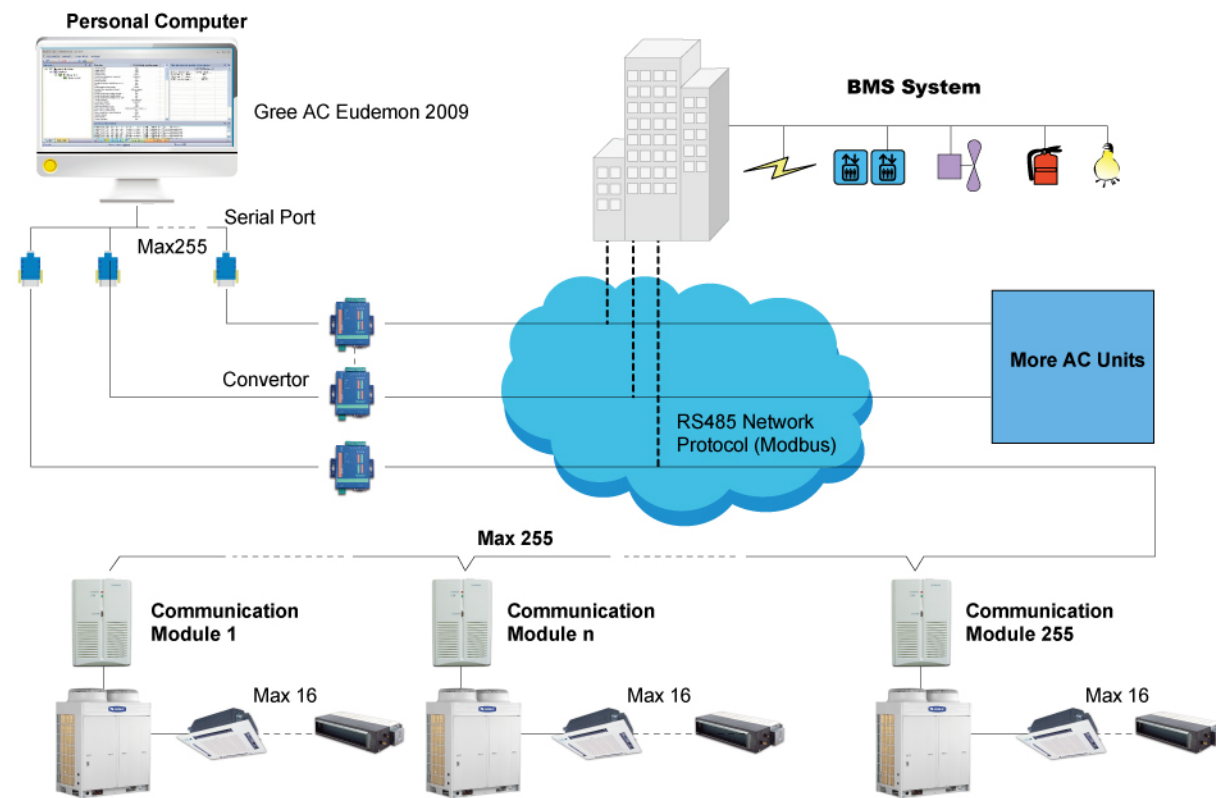 Personal Computer
Gree AC Eudemon 2009
BMS System
Serial Port
Max255
Convertor
More AC Units
RS485 Network
Protocol (Modbus)
Max 255
Communication
Module 1
Communication
Module n
Communication
Module 255
Max 16
Max 16
Max 16